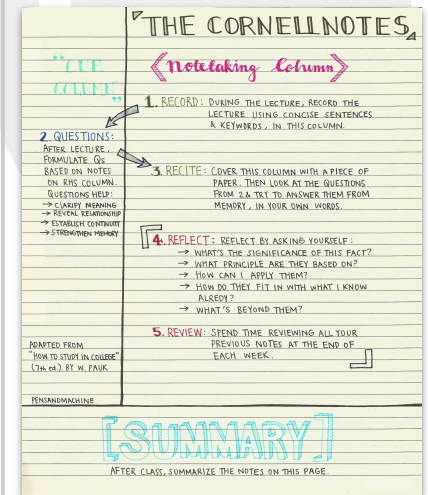 THE CORNELLNOTES
"CUE
COLUMN"
Notetaking Column
1. RECORD: DURING THE LECTURE, RECORD THE
LECTURE USING CONCISE SENTENCES
& KEYWORDS, IN THIS COLUMN.
2. QUESTIONS:
AFTER LECTURE,
FORMULATE Qs
BASED ON NOTES
ON RHS COLUMN.
QUESTIONS HELP:
→ CLARIFY MEANING
→ REVEAL RELATIONSHIP
→ ESTABLISH CONTINUITY
→ STRENGTHEN MEMORY
3. RECITE: COVER THIS COLUMN WITH A PIECE OF
PAPER. THEN LOOK AT THE QUESTIONS
FROM 2 & TRY TO ANSWER THEM FROM
MEMORY, IN YOUR OWN WORDS.
4. REFLECT: REFLECT BY ASKING YOURSELF:
→ WHAT'S THE SIGNIFICANCE OF THIS FACT?
→ WHAT PRINCIPLE ARE THEY BASED ON?
→ HOW CAN I APPLY THEM?
→ HOW DO THEY FIT IN WITH WHAT I KNOW
ALREDY?
→ WHAT'S BEYOND THEM?
5. REVIEW: SPEND TIME REVIEWING ALL YOUR
PREVIOUS NOTES AT THE END OF
EACH WEEK.
ADAPTED FROM
"HOW TO STUDY IN COLLEGE"
(7th ed.) BY W. PAUK
PENSANDMACHINE
[SUMMARY]
AFTER CLASS, SUMMARIZE THE NOTES ON THIS PAGE.